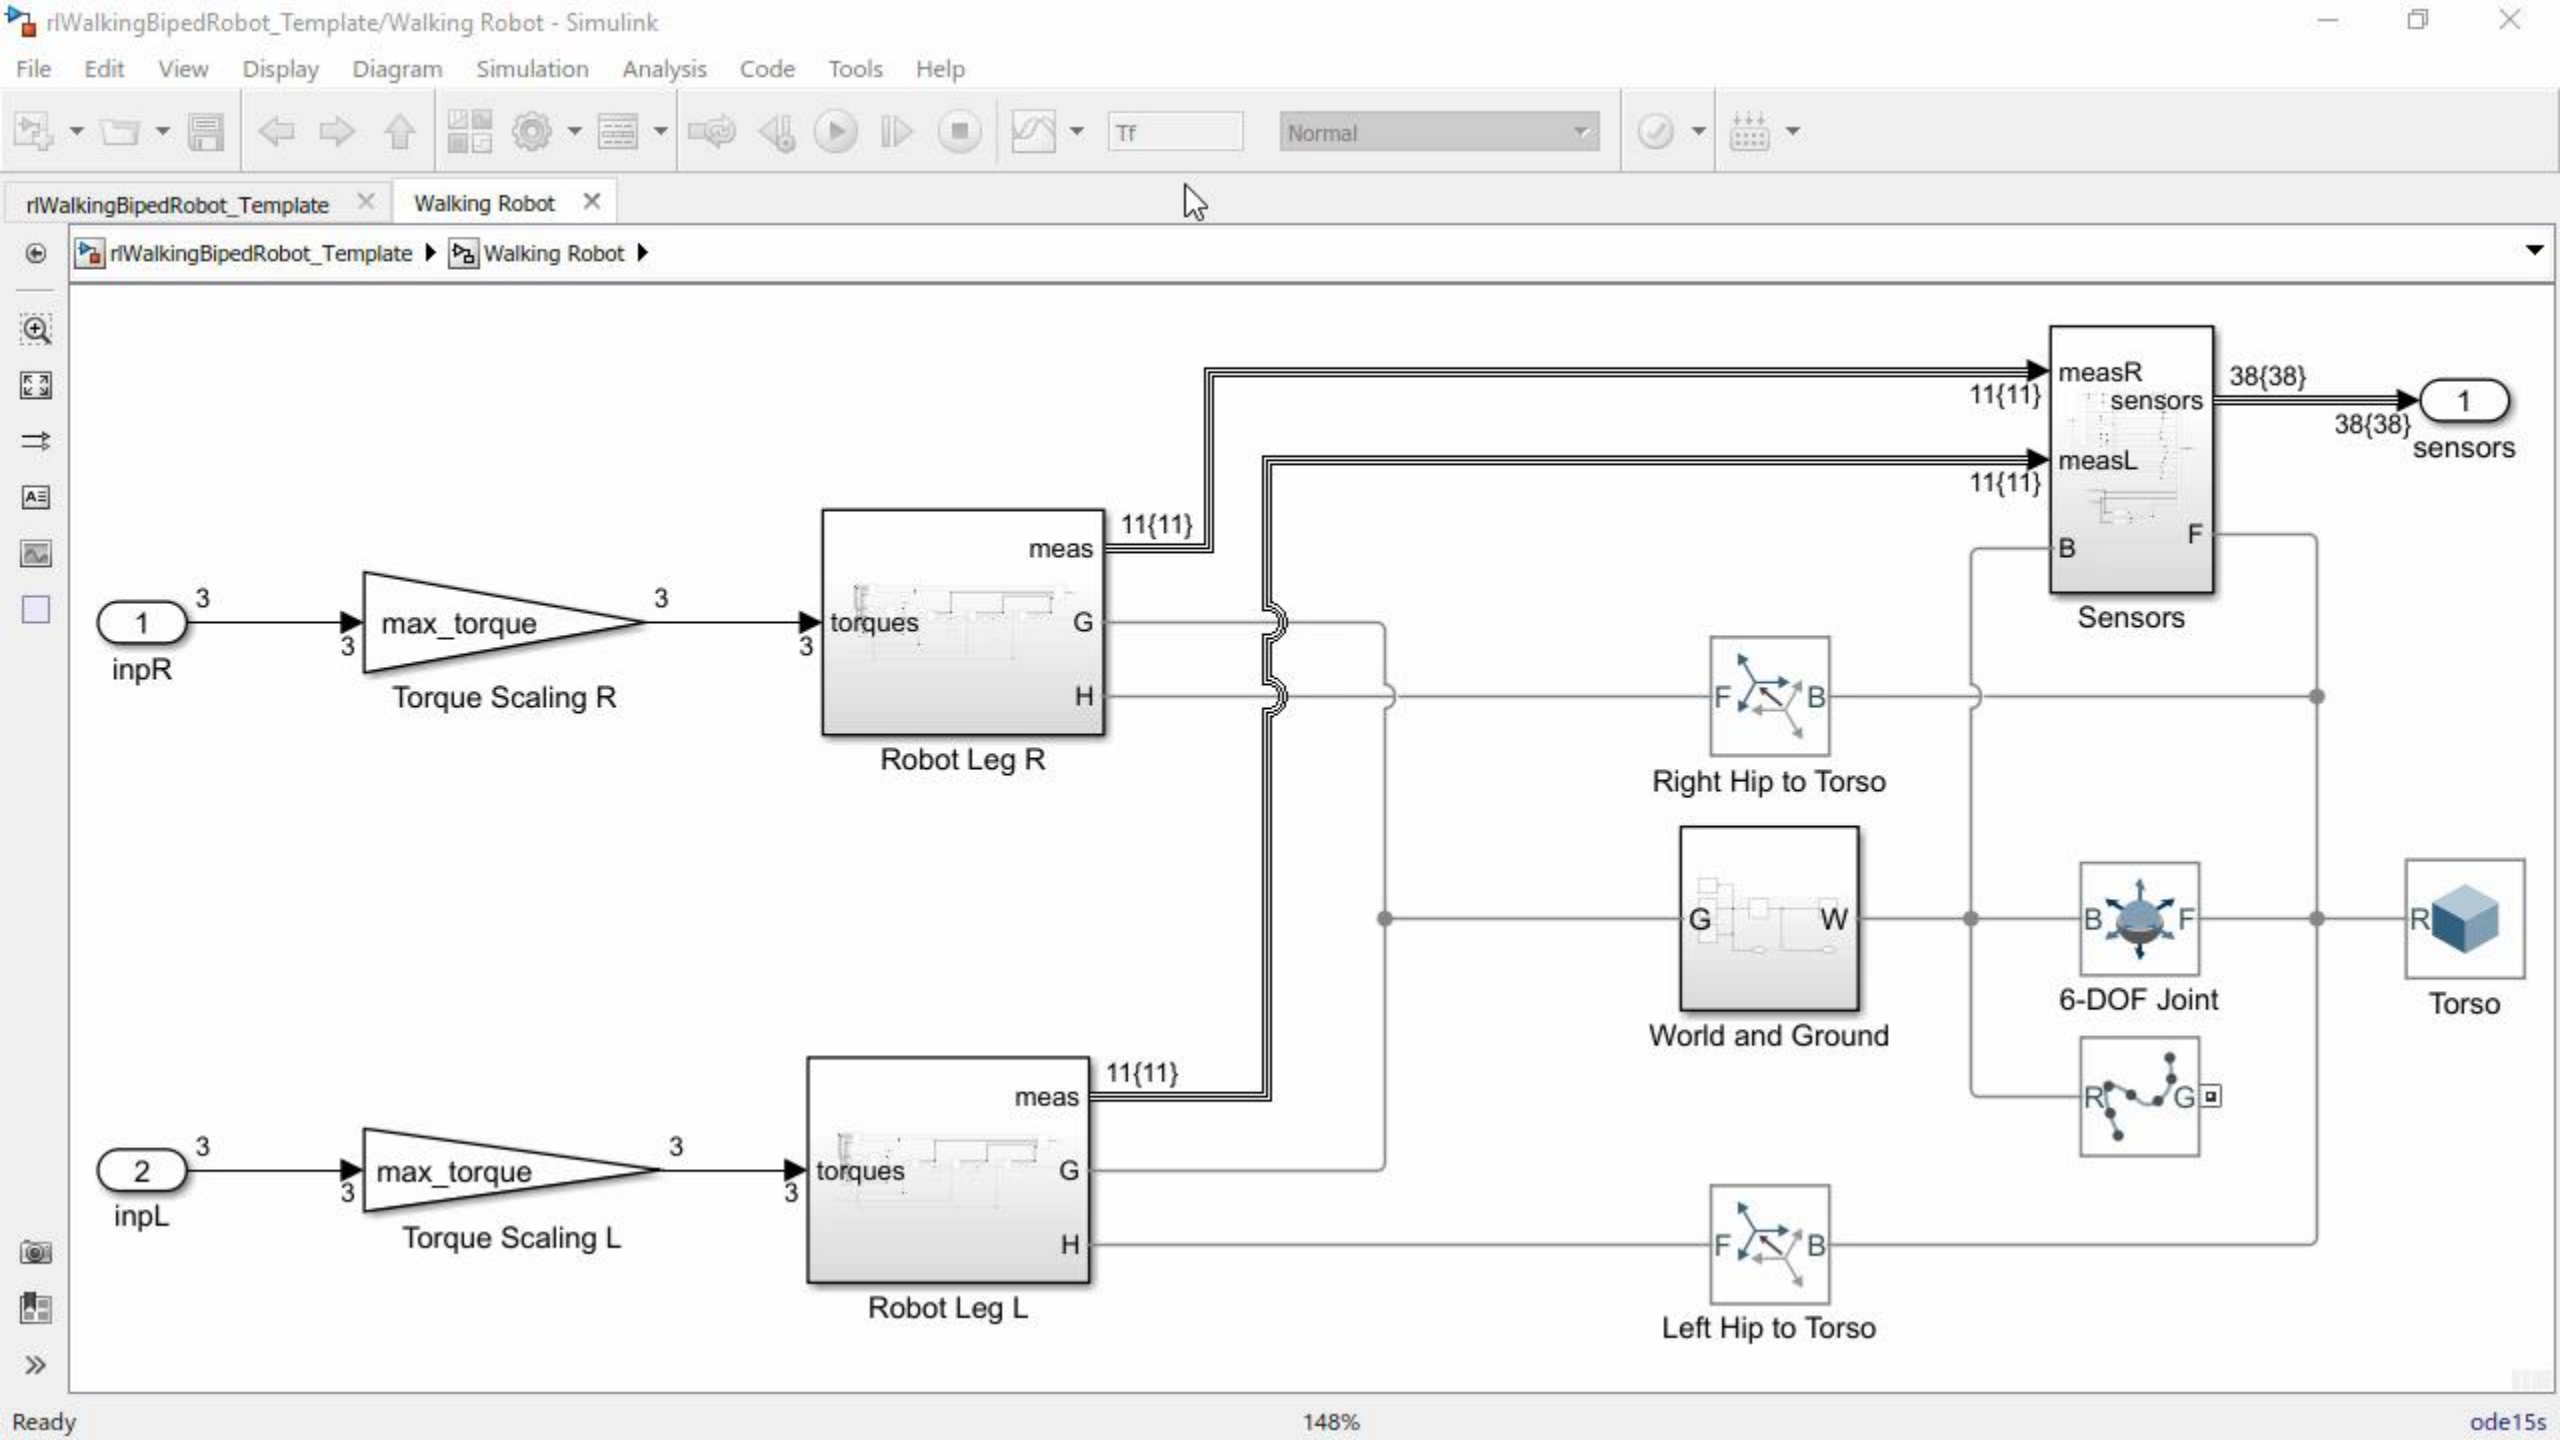 rlWalkingBipedRobot_Template/Walking Robot - Simulink
File Edit View Display Diagram Simulation Analysis Code Tools Help
Tf Normal
rlWalkingBipedRobot_Template Walking Robot
rlWalkingBipedRobot_Template Walking Robot
measR
11{11}
sensors
38{38}
38{38}
1
sensors
measL
11{11}
B
F
Sensors
1
inpR
3
3
max_torque
3
Torque Scaling R
3
torques
meas
11{11}
G
H
Robot Leg R
F B
Right Hip to Torso
G W
World and Ground
B F
6-DOF Joint
R
Torso
R G
2
inpL
3
3
max_torque
3
Torque Scaling L
3
torques
meas
11{11}
G
H
Robot Leg L
F B
Left Hip to Torso
Ready 148% ode15s